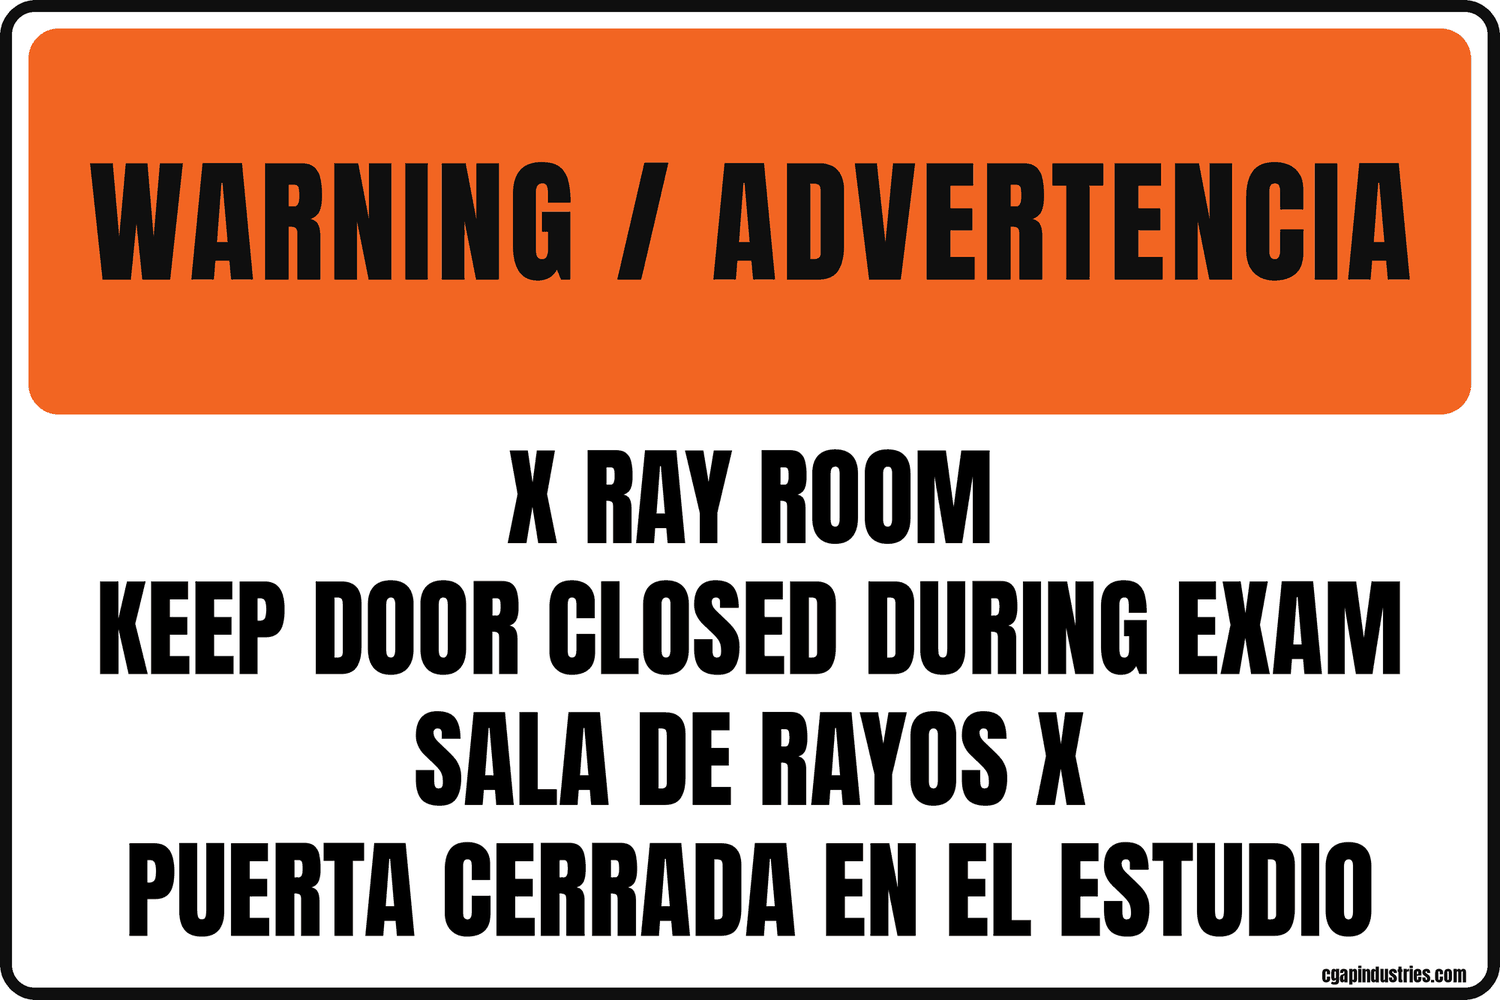 WARNING / ADVERTENCIA
X RAY ROOM
KEEP DOOR CLOSED DURING EXAM
SALA DE RAYOS X
PUERTA CERRADA EN EL ESTUDIO
cgapindustries.com